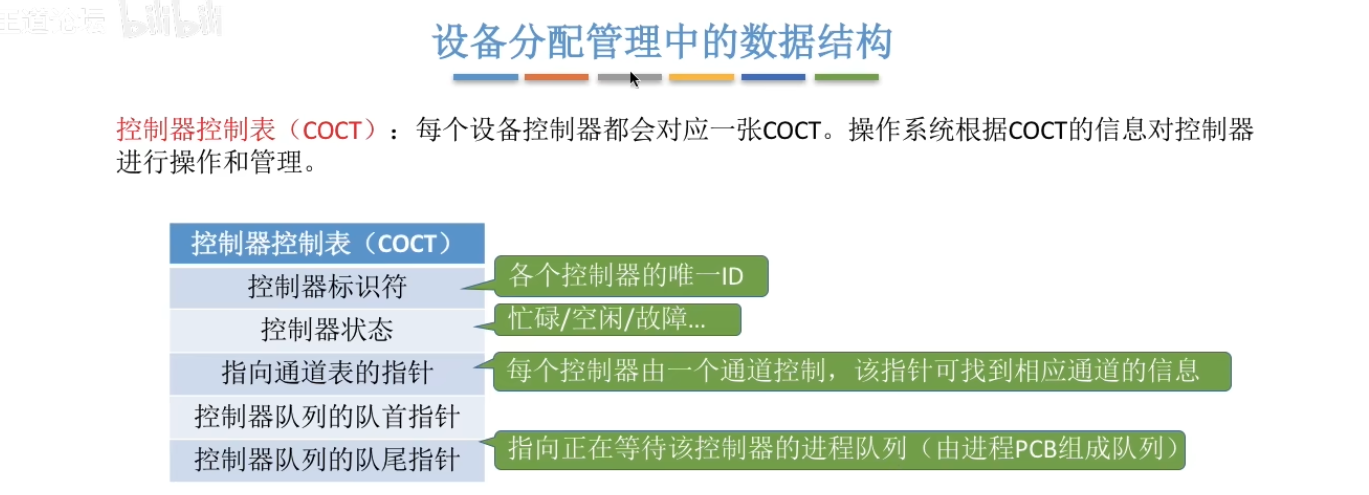 王道论坛 bilibili
设备分配管理中的数据结构
控制器控制表（COCT）：每个设备控制器都会对应一张COCT。操作系统根据COCT的信息对控制器
进行操作和管理。
控制器控制表（COCT）
控制器标识符
各个控制器的唯一ID
控制器状态
忙碌/空闲/故障...
指向通道表的指针
每个控制器由一个通道控制，该指针可找到相应通道的信息
控制器队列的队首指针
控制器队列的队尾指针
指向正在等待该控制器的进程队列（由进程PCB组成队列）